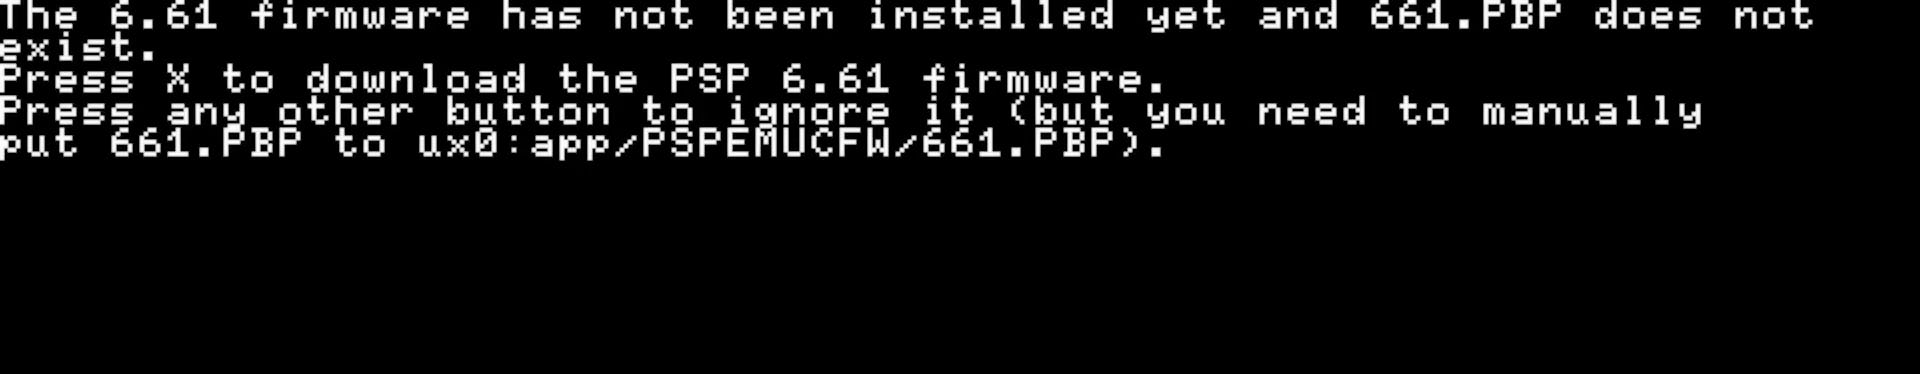 The 6.61 firmware has not been installed yet and 661.PBP does not
exist.
Press X to download the PSP 6.61 firmware.
Press any other button to ignore it (but you need to manually
put 661.PBP to ux0:app/PSPEMUCFW/661.PBP).